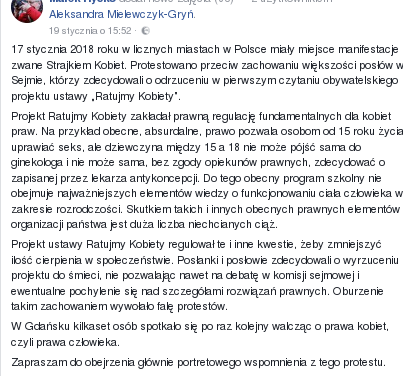 Aleksandra Mielewczyk-Gryń.
19 stycznia o 15:52 ·
17 stycznia 2018 roku w licznych miastach w Polsce miały miejsce manifestacje
zwane Strajkiem Kobiet. Protestowano przeciw zachowaniu większości posłów w
Sejmie, którzy zdecydowali o odrzuceniu w pierwszym czytaniu obywatelskiego
projektu ustawy „Ratujmy Kobiety".
Projekt Ratujmy Kobiety zakładał prawną regulację fundamentalnych dla kobiet
praw. Na przykład obecne, absurdalne, prawo pozwala osobom od 15 roku życia
uprawiać seks, ale dziewczyna między 15 a 18 nie może pójść sama do
ginekologa i nie może sama, bez zgody opiekunów prawnych, zdecydować o
zapisanej przez lekarza antykoncepcji. Do tego obecny program szkolny nie
obejmuje najważniejszych elementów wiedzy o funkcjonowaniu ciała człowieka w
zakresie rozrodczości. Skutkiem takich i innych obecnych prawnych elementów
organizacji państwa jest duża liczba niechcianych ciąż.
Projekt ustawy Ratujmy Kobiety regulował te i inne kwestie, żeby zmniejszyć
ilość cierpienia w społeczeństwie. Posłanki i posłowie zdecydowali o wyrzuceniu
projektu do śmieci, nie pozwalając nawet na debatę w komisji sejmowej i
ewentualne pochylenie się nad szczegółami rozwiązań prawnych. Oburzenie
takim zachowaniem wywołało falę protestów.
W Gdańsku kilkaset osób spotkało się po raz kolejny walcząc o prawa kobiet,
czyli prawa człowieka.
Zapraszam do obejrzenia głównie portretowego wspomnienia z tego protestu.